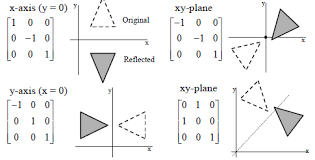 x-axis (y = 0)
1 0 0
0 -1 0
0 0 1
y
x
Original
Reflected
xy-plane
-1 0 0
0 -1 0
0 0 1
y
x
y-axis (x = 0)
-1 0 0
0 1 0
0 0 1
y
x
xy-plane
0 1 0
1 0 0
0 0 1
y
x